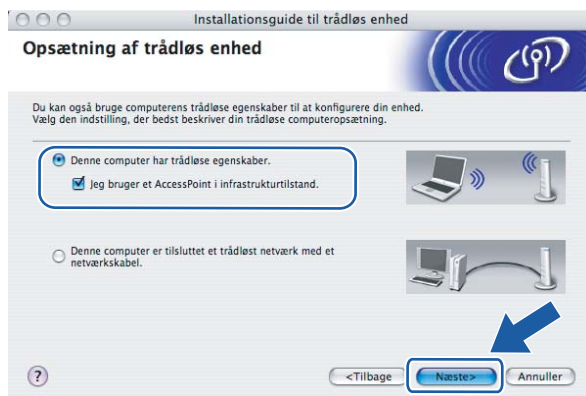 Installationsguide til trådløs enhed
Opsætning af trådløs enhed
Du kan også bruge computerens trådløse egenskaber til at konfigurere din enhed.
Vælg den indstilling, der bedst beskriver din trådløse computeropsætning.
Denne computer har trådløse egenskaber.
Jeg bruger et AccessPoint i infrastrukturtilstand.
Denne computer er tilsluttet et trådløst netværk med et
netværkskabel.
?
<Tilbage
Næste>
Annuller